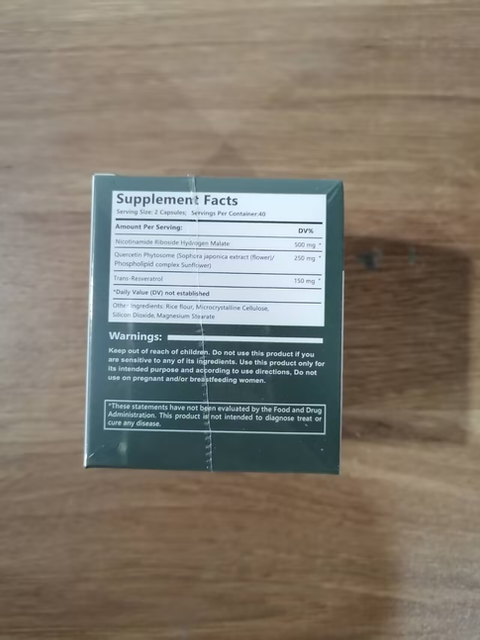 Supplement Facts
Serving Size: 2 Capsules; Servings Per Container:40
Amount Per Serving: DV%
Nicotinamide Riboside Hydrogen Malate 500 mg *
Quercetin Phytosome (Sophora japonica extract (flower)/ 250 mg *
Phospholipid complex Sunflower)
Trans-Resveratrol 150 mg *
*Daily Value (DV) not established
Other Ingredients: Rice flour, Microcrystalline Cellulose,
Silicon Dioxide, Magnesium Stearate
Warnings:
Keep out of reach of children. Do not use this product if you
are sensitive to any of its ingredients. Use this product only for
its intended purpose and according to use directions, Do not
use on pregnant and/or breastfeeding women.
*These statements have not been evaluated by the Food and Drug
Administration. This product is not intended to diagnose treat or
cure any disease.